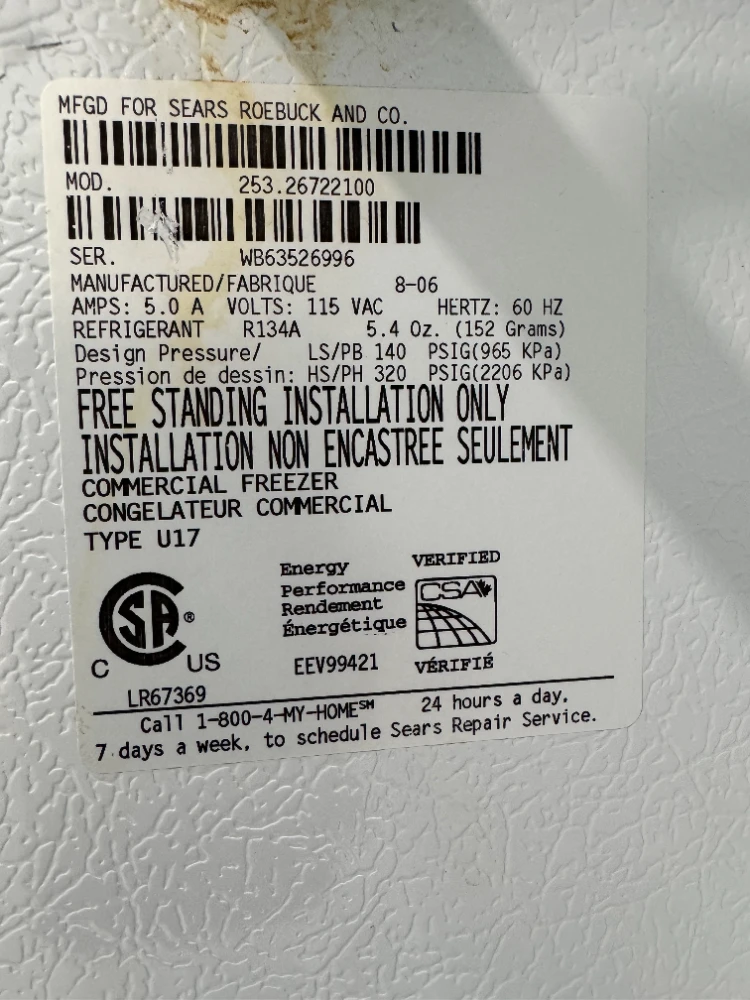 MFGD FOR SEARS ROEBUCK AND CO.
MOD. 253.26722100
SER. WB63526996
MANUFACTURED/FABRIQUE 8-06
AMPS: 5.0 A VOLTS: 115 VAC HERTZ: 60 HZ
REFRIGERANT R134A 5.4 Oz. (152 Grams)
Design Pressure/ LS/PB 140 PSIG(965 KPa)
Pression de dessin: HS/PH 320 PSIG(2206 KPa)
FREE STANDING INSTALLATION ONLY
INSTALLATION NON ENCASTREE SEULEMENT
COMMERCIAL FREEZER
CONGELATEUR COMMERCIAL
TYPE U17
SA®
C US
LR67369
Energy
Performance
Rendement
Énergétique
EEV99421
VERIFIED
CSA
VÉRIFIÉ
Call 1-800-4-MY-HOME℠ 24 hours a day,
7 days a week, to schedule Sears Repair Service.